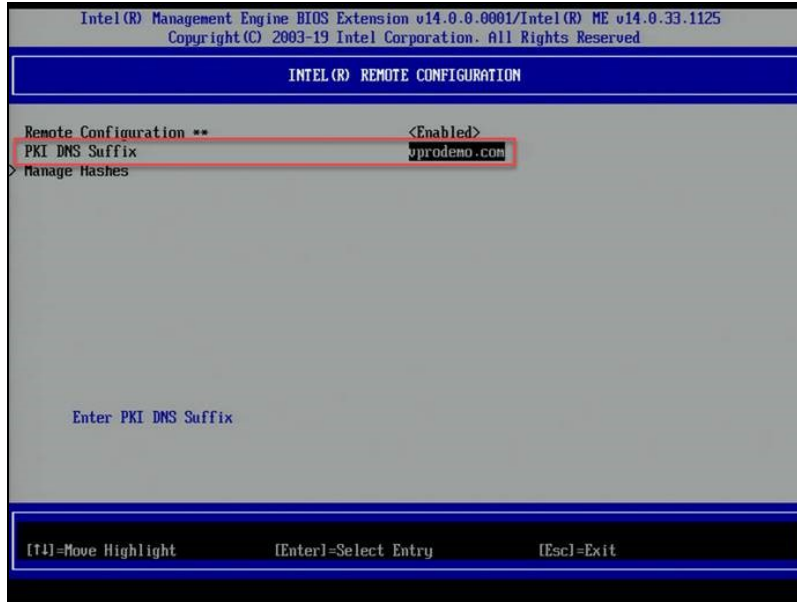 Intel(R) Management Engine BIOS Extension v14.0.0.0001/Intel(R) ME v14.0.33.1125
Copyright(C) 2003-19 Intel Corporation. All Rights Reserved
INTEL(R) REMOTE CONFIGURATION
Remote Configuration ** <Enabled>
PKI DNS Suffix vprodemo.com
> Manage Hashes
Enter PKI DNS Suffix
[↑↓]=Move Highlight [Enter]=Select Entry [Esc]=Exit